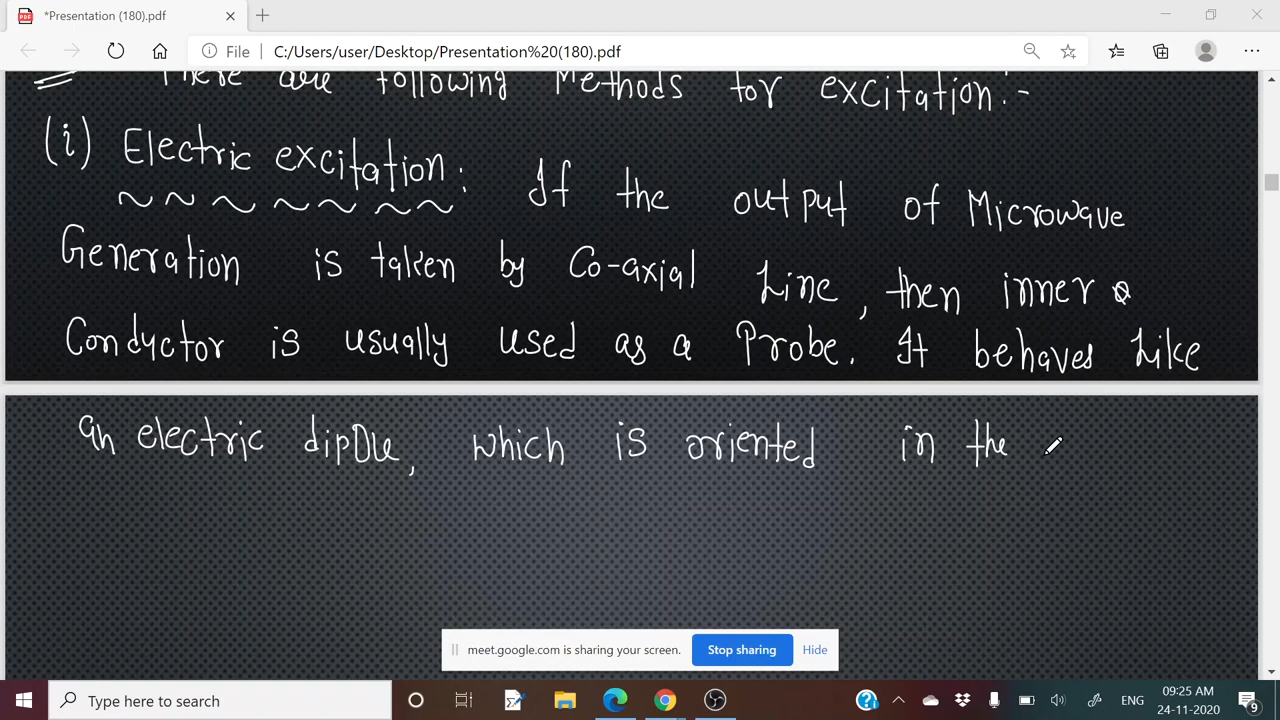 *Presentation (180).pdf
File C:/Users/user/Desktop/Presentation%20(180).pdf
There are following Methods for excitation:-
(i) Electric excitation: If the output of Microwave
Generation is taken by Co-axial Line, then inner
Conductor is usually used as a Probe. It behaves Like
an electric dipole, which is oriented in the
meet.google.com is sharing your screen. Stop sharing Hide
Type here to search ENG 09:25 AM
24-11-2020 9